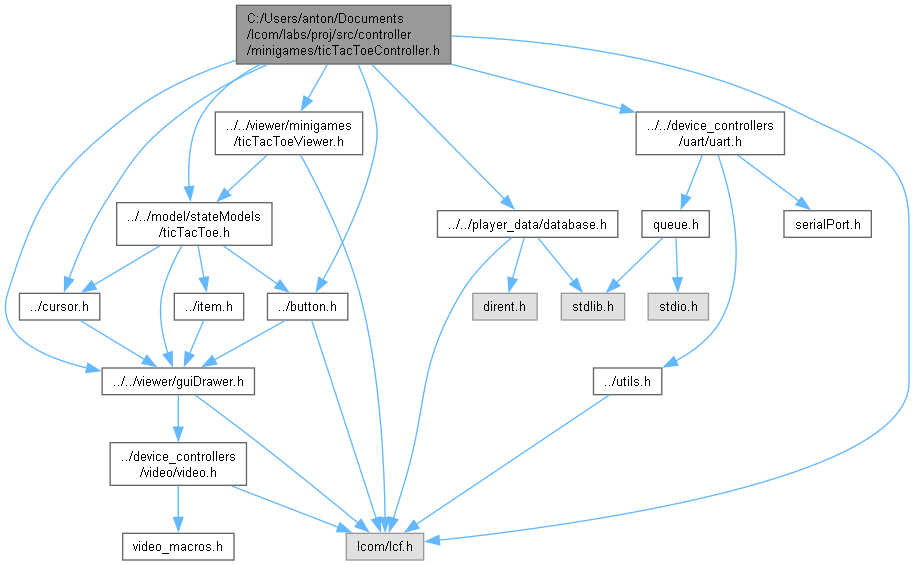 C:/Users/anton/Documents
/lcom/labs/proj/src/controller
/minigames/ticTacToeController.h
../../viewer/minigames
/ticTacToeViewer.h
../../device_controllers
/uart/uart.h
../../model/stateModels
/ticTacToe.h
../../player_data/database.h
queue.h
serialPort.h
../cursor.h
../item.h
../button.h
dirent.h
stdlib.h
stdio.h
../../viewer/guiDrawer.h
../utils.h
../device_controllers
/video/video.h
video_macros.h
lcom/lcf.h